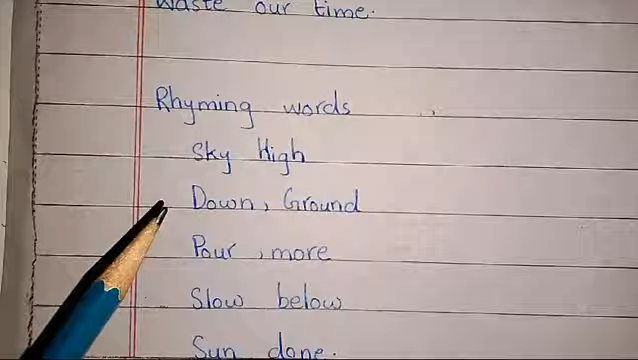 Waste our time.
Rhyming words
Sky High
Down, Ground
Pour, more
Slow below
Sun done.